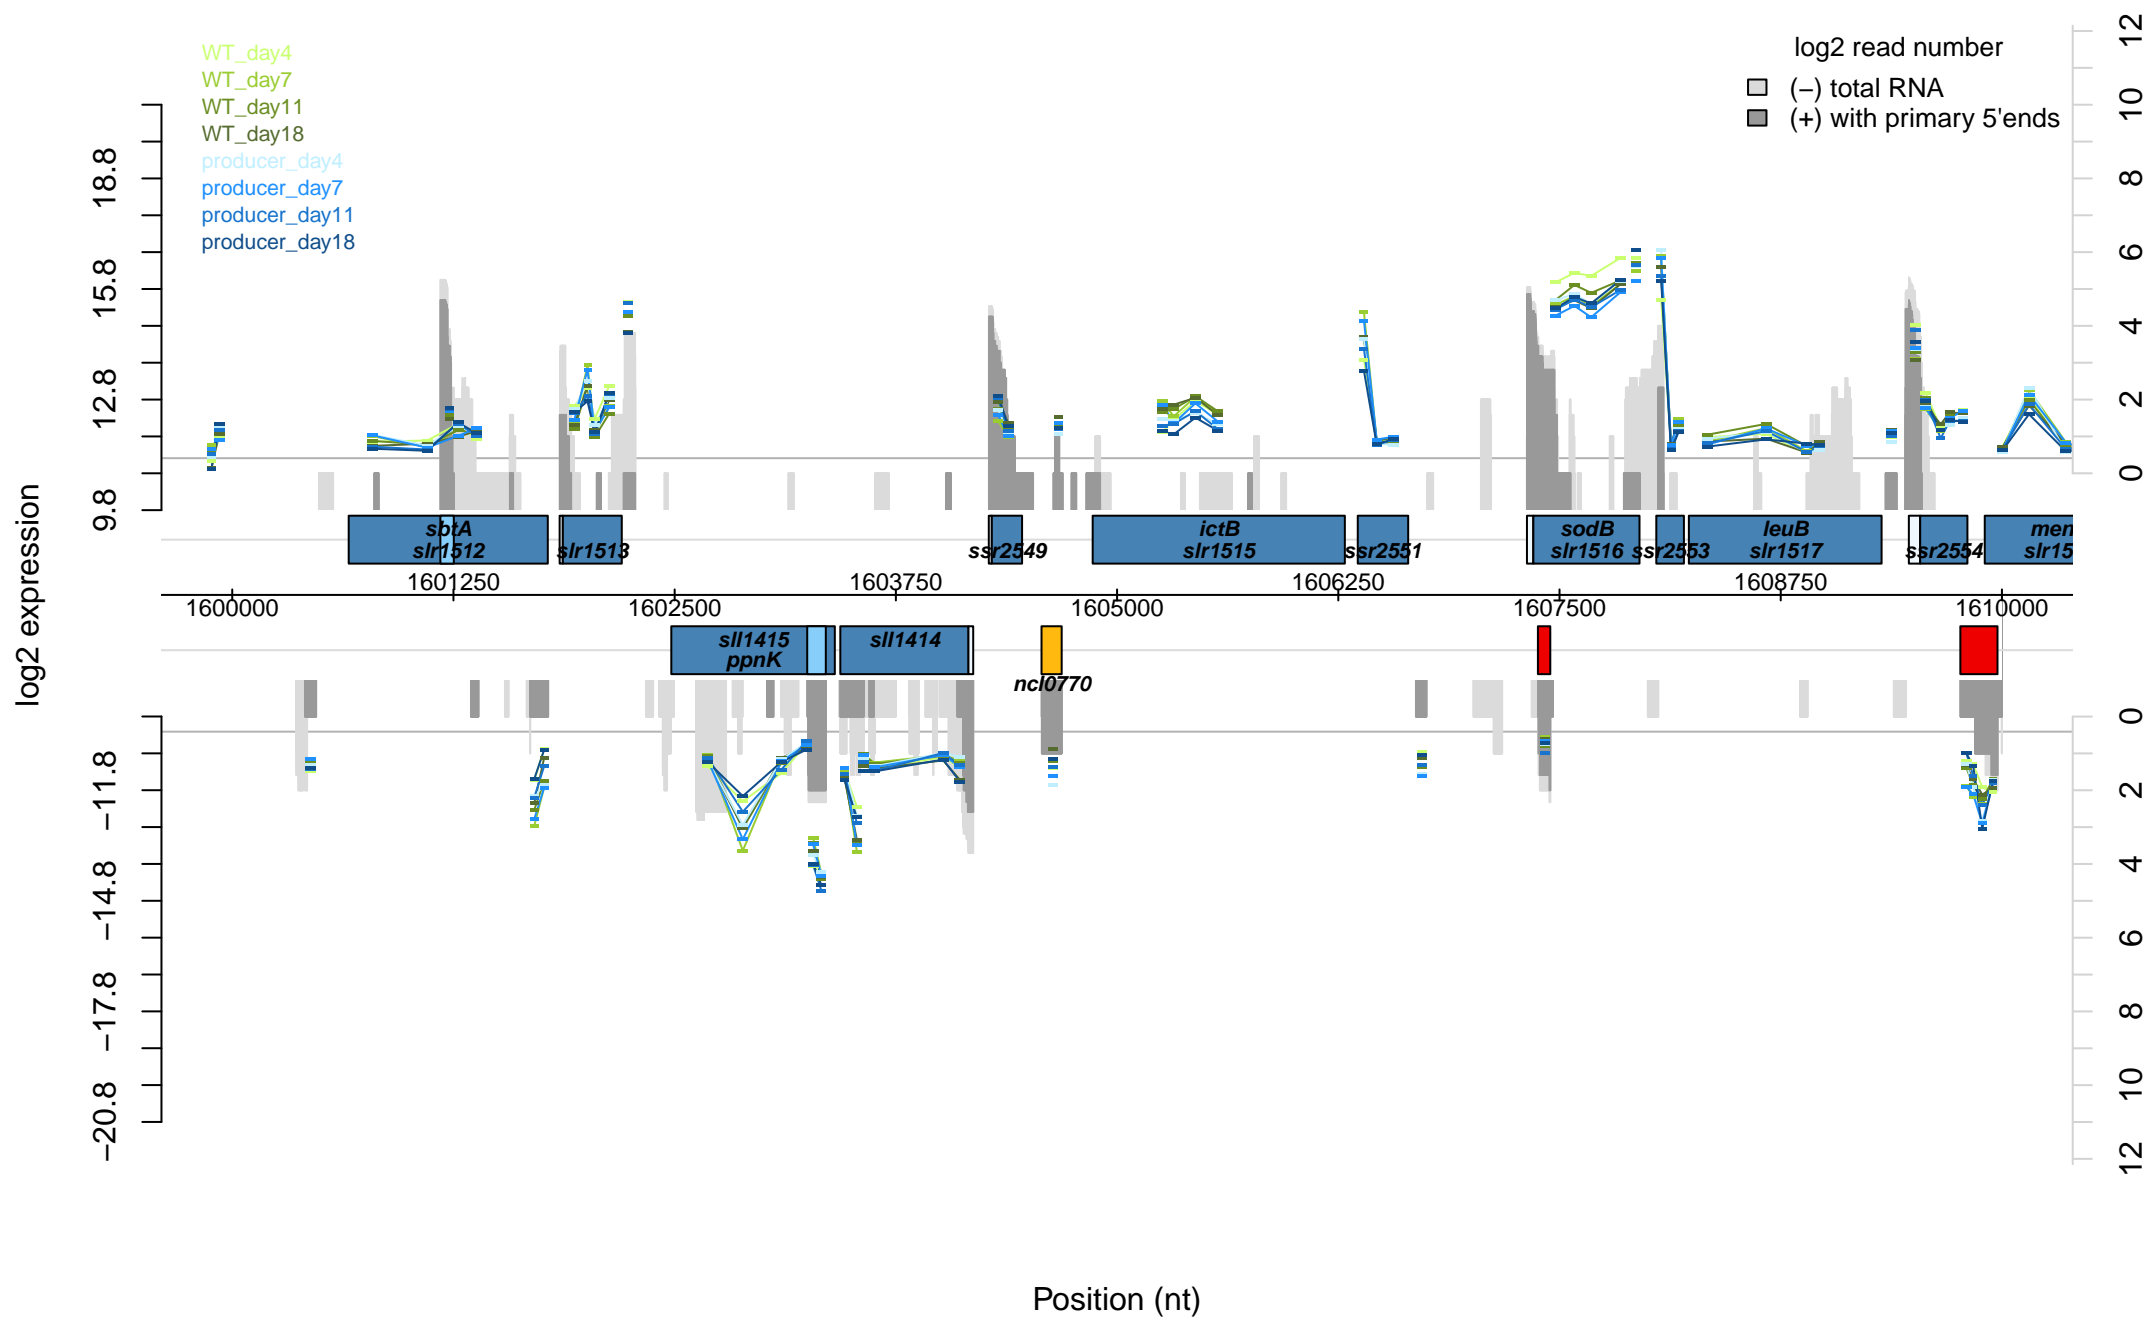 WT_day4
WT_day7
WT_day11
WT_day18
producer_day4
producer_day7
producer_day11
producer_day18
log2 read number
(−) total RNA
(+) with primary 5'ends
log2 expression
18.8
15.8
12.8
9.8
12
10
8
6
4
2
0
sbtA
slr1512
slr1513
ssr2549
ictB
slr1515
ssr2551
sodB
slr1516
ssr2553
leuB
slr1517
ssr2554
men
slr15
1601250
1603750
1606250
1608750
1600000
1602500
1605000
1607500
1610000
sll1415
ppnK
sll1414
ncl0770
−11.8
−14.8
−17.8
−20.8
0
2
4
6
8
10
12
Position (nt)